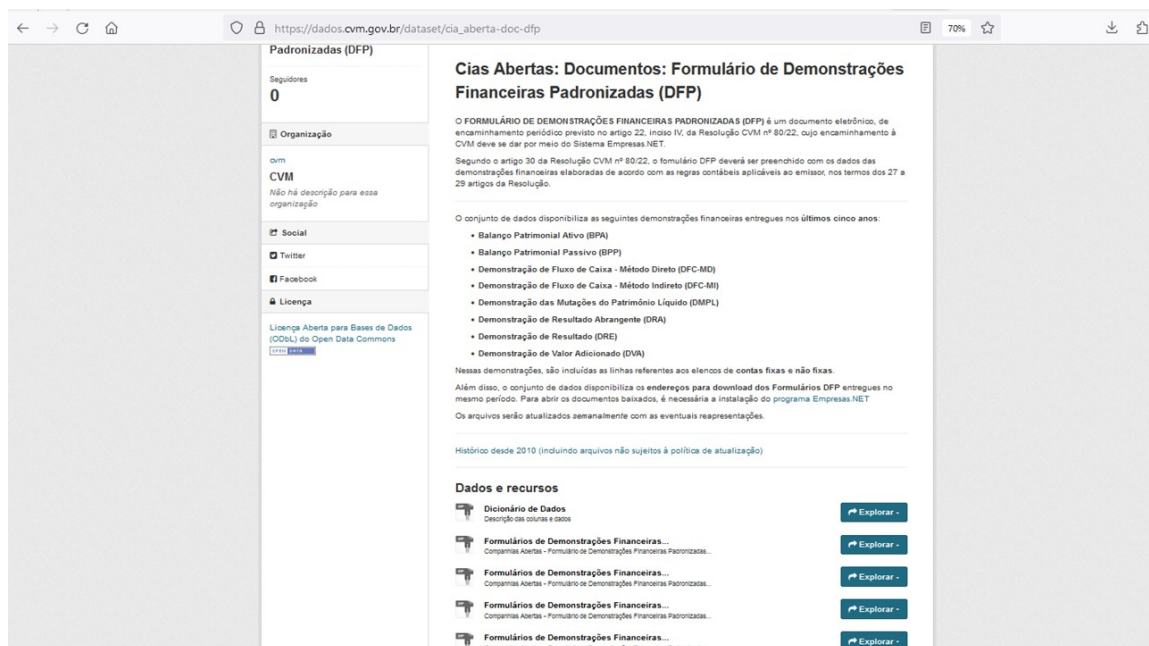 https://dados.cvm.gov.br/dataset/cia_aberta-doc-dfp
70%
Padronizadas (DFP)
Seguidores
0
Organização
cvm
CVM
Não há descrição para essa
organização
Social
Twitter
Facebook
Licença
Licença Aberta para Bases de Dados
(ODbL) do Open Data Commons
OPEN DATA
Cias Abertas: Documentos: Formulário de Demonstrações
Financeiras Padronizadas (DFP)
O FORMULÁRIO DE DEMONSTRAÇÕES FINANCEIRAS PADRONIZADAS (DFP) é um documento eletrônico, de
encaminhamento periódico previsto no artigo 22, inciso IV, da Resolução CVM nº 80/22, cujo encaminhamento à
CVM deve se dar por meio do Sistema Empresas.NET.
Segundo o artigo 30 da Resolução CVM nº 80/22, o fomulário DFP deverá ser preenchido com os dados das
demonstrações financeiras elaboradas de acordo com as regras contábeis aplicáveis ao emissor, nos termos dos 27 a
29 artigos da Resolução.
O conjunto de dados disponibiliza as seguintes demonstrações financeiras entregues nos últimos cinco anos:
• Balanço Patrimonial Ativo (BPA)
• Balanço Patrimonial Passivo (BPP)
• Demonstração de Fluxo de Caixa - Método Direto (DFC-MD)
• Demonstração de Fluxo de Caixa - Método Indireto (DFC-MI)
• Demonstração das Mutações do Patrimônio Líquido (DMPL)
• Demonstração de Resultado Abrangente (DRA)
• Demonstração de Resultado (DRE)
• Demonstração de Valor Adicionado (DVA)
Nessas demonstrações, são incluídas as linhas referentes aos elencos de contas fixas e não fixas.
Além disso, o conjunto de dados disponibiliza os endereços para download dos Formulários DFP entregues no
mesmo período. Para abrir os documentos baixados, é necessária a instalação do programa Empresas.NET
Os arquivos serão atualizados semanalmente com as eventuais reapresentações.
Histórico desde 2010 (incluindo arquivos não sujeitos à política de atualização)
Dados e recursos
Dicionário de Dados
Descrição das colunas e dados
Explorar
Formulários de Demonstrações Financeiras...
Companhias Abertas - Formulário de Demonstrações Financeiras Padronizadas...
Explorar
Formulários de Demonstrações Financeiras...
Companhias Abertas - Formulário de Demonstrações Financeiras Padronizadas...
Explorar
Formulários de Demonstrações Financeiras...
Companhias Abertas - Formulário de Demonstrações Financeiras Padronizadas...
Explorar
Formulários de Demonstrações Financeiras...
Explorar